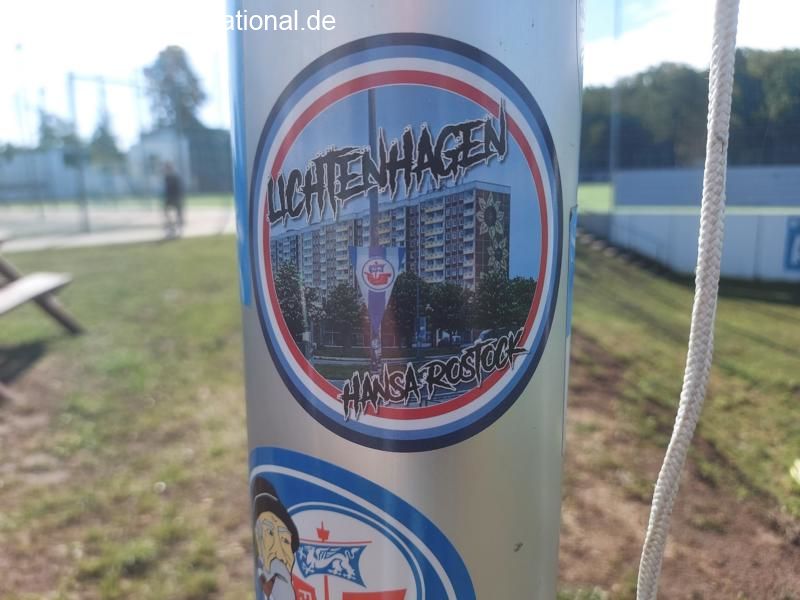 ational.de
LICHTENHAGEN
HANSA ROSTOCK
F